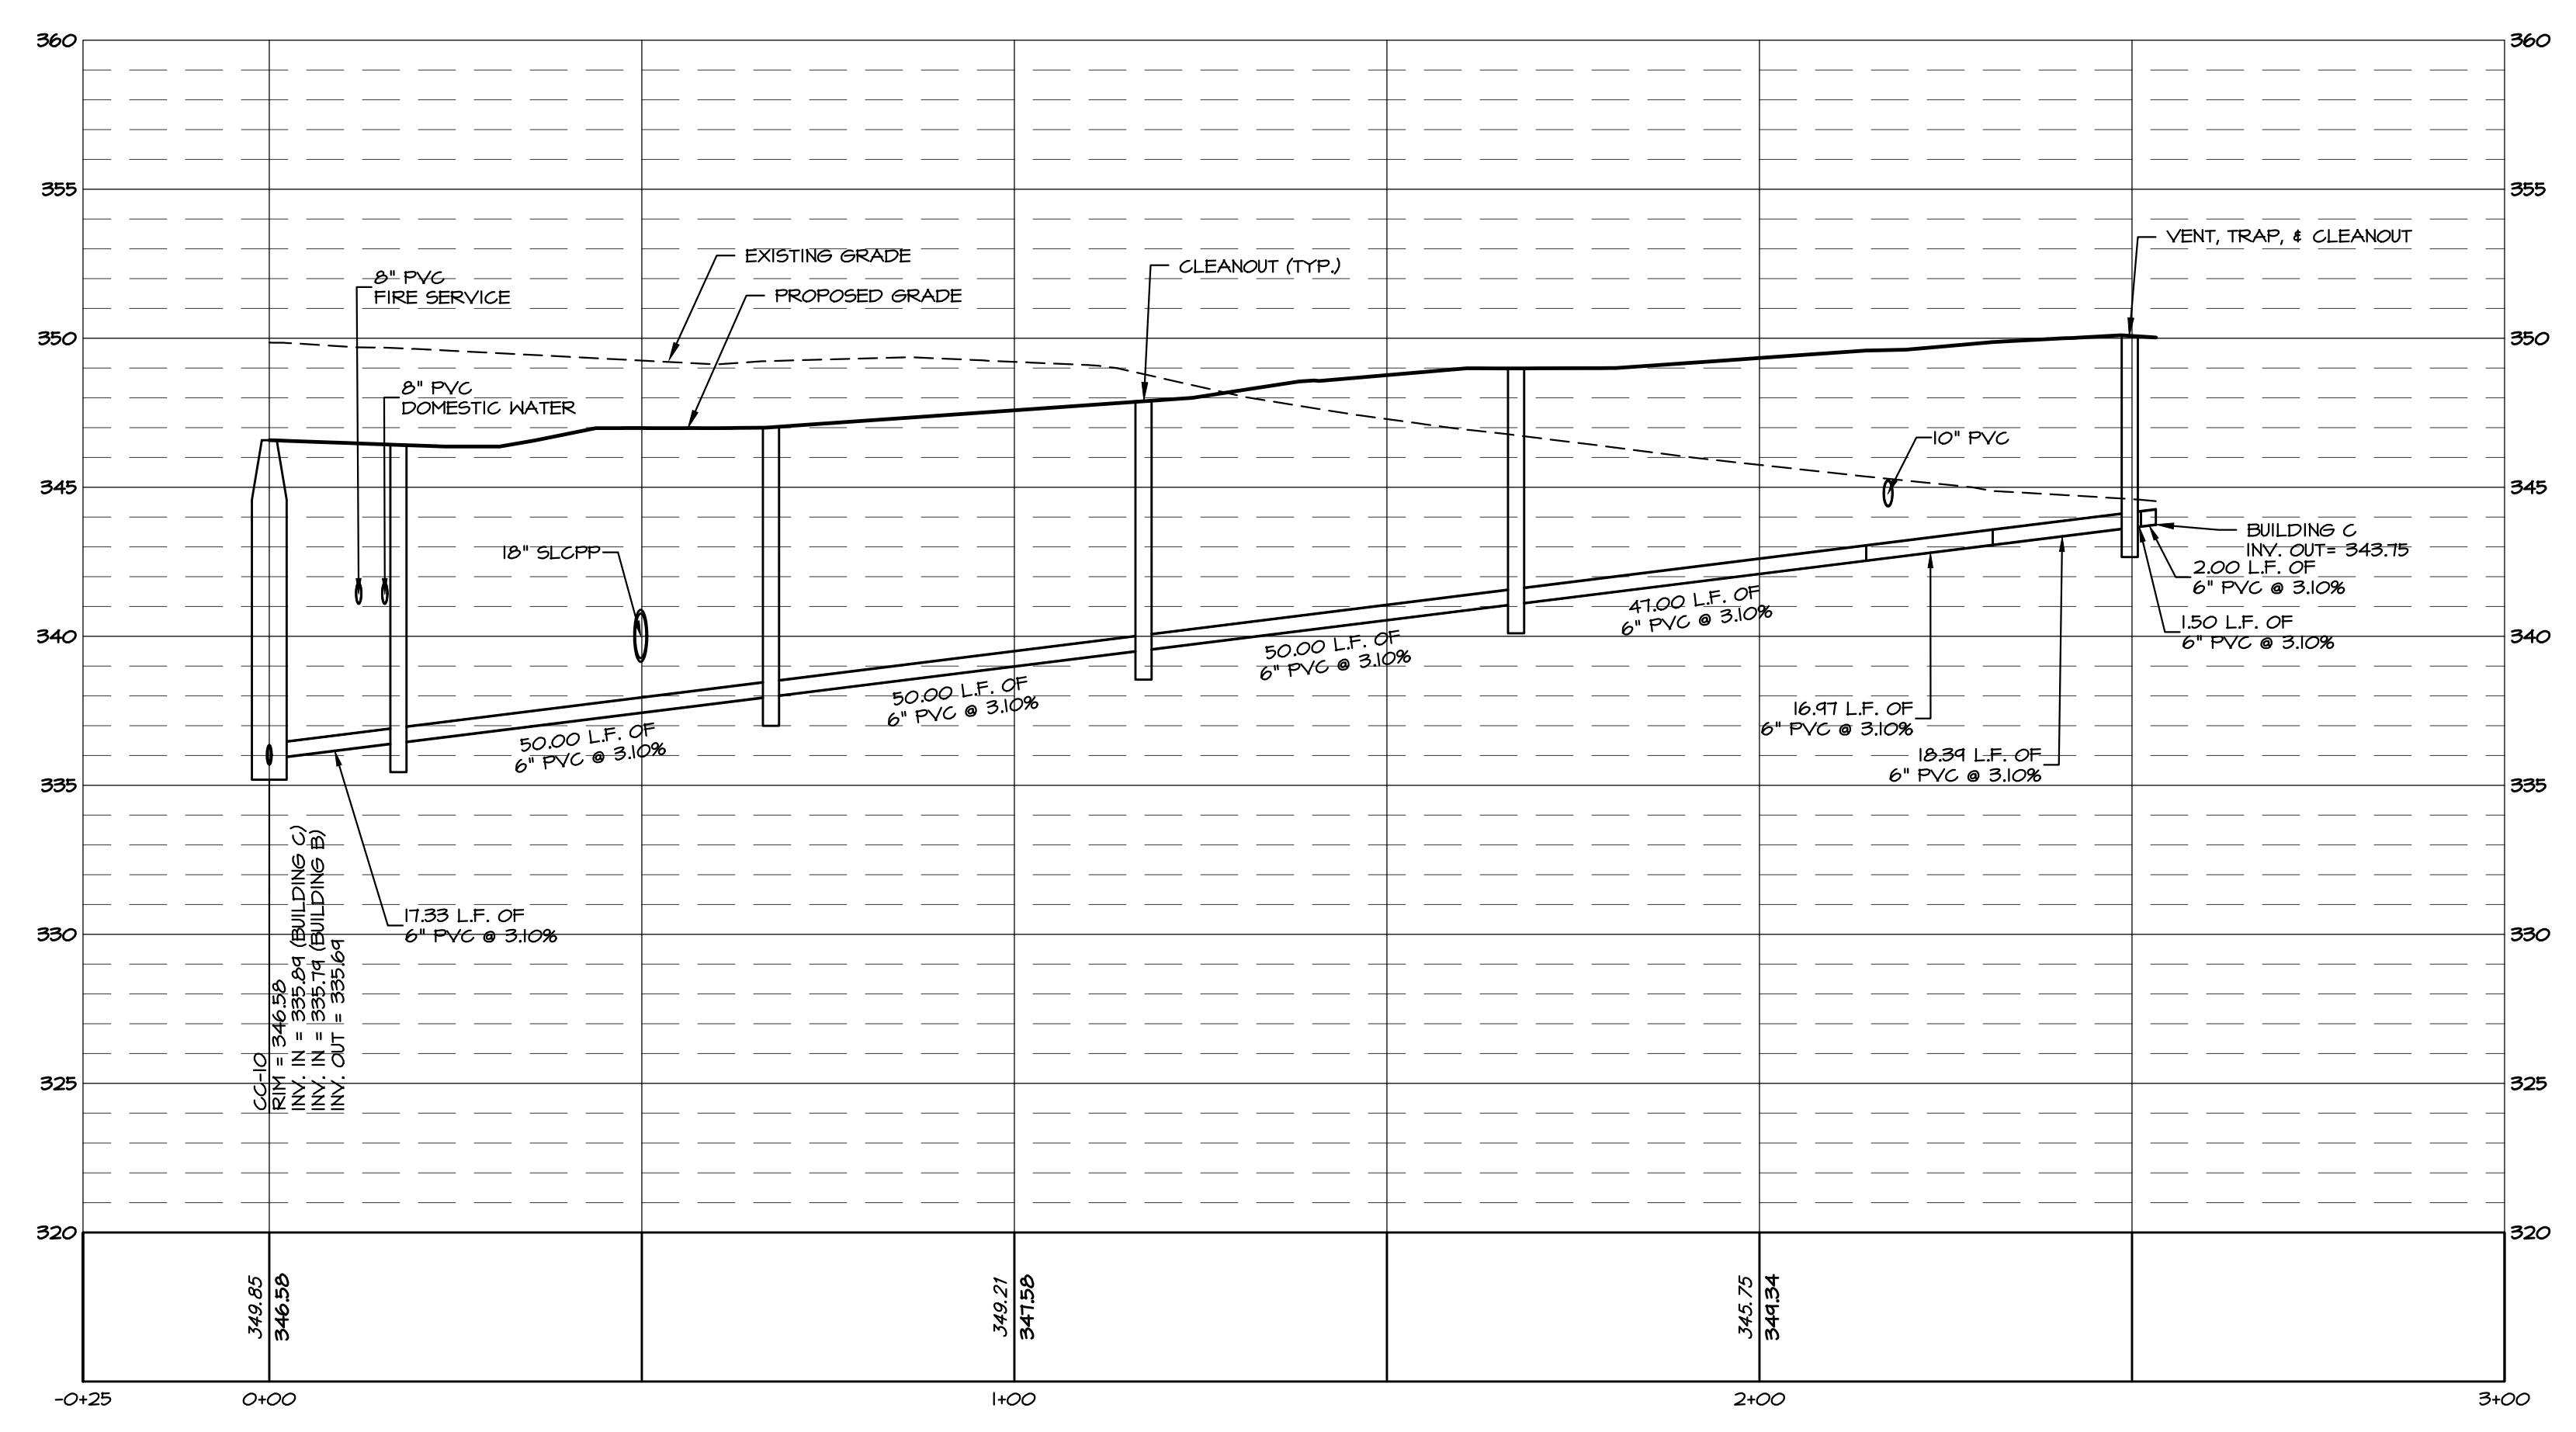 360
360
355
355
350
350
345
345
340
340
335
335
330
330
325
325
320
320
VENT, TRAP, & CLEANOUT
EXISTING GRADE
CLEANOUT (TYP.)
8" PVC
FIRE SERVICE
PROPOSED GRADE
8" PVC
DOMESTIC WATER
10" PVC
18" SLCPP
BUILDING C
INV. OUT= 343.75
2.00 L.F. OF
6" PVC @ 3.10%
1.50 L.F. OF
6" PVC @ 3.10%
47.00 L.F. OF
6" PVC @ 3.10%
50.00 L.F. OF
6" PVC @ 3.10%
50.00 L.F. OF
6" PVC @ 3.10%
50.00 L.F. OF
6" PVC @ 3.10%
16.97 L.F. OF
6" PVC @ 3.10%
18.39 L.F. OF
6" PVC @ 3.10%
17.33 L.F. OF
6" PVC @ 3.10%
CC-10
RIM = 346.58
INV. IN = 335.89 (BUILDING C)
INV. IN = 335.79 (BUILDING B)
INV. OUT = 335.69
349.85
346.58
349.21
347.58
345.75
349.34
-0+25
0+00
1+00
2+00
3+00